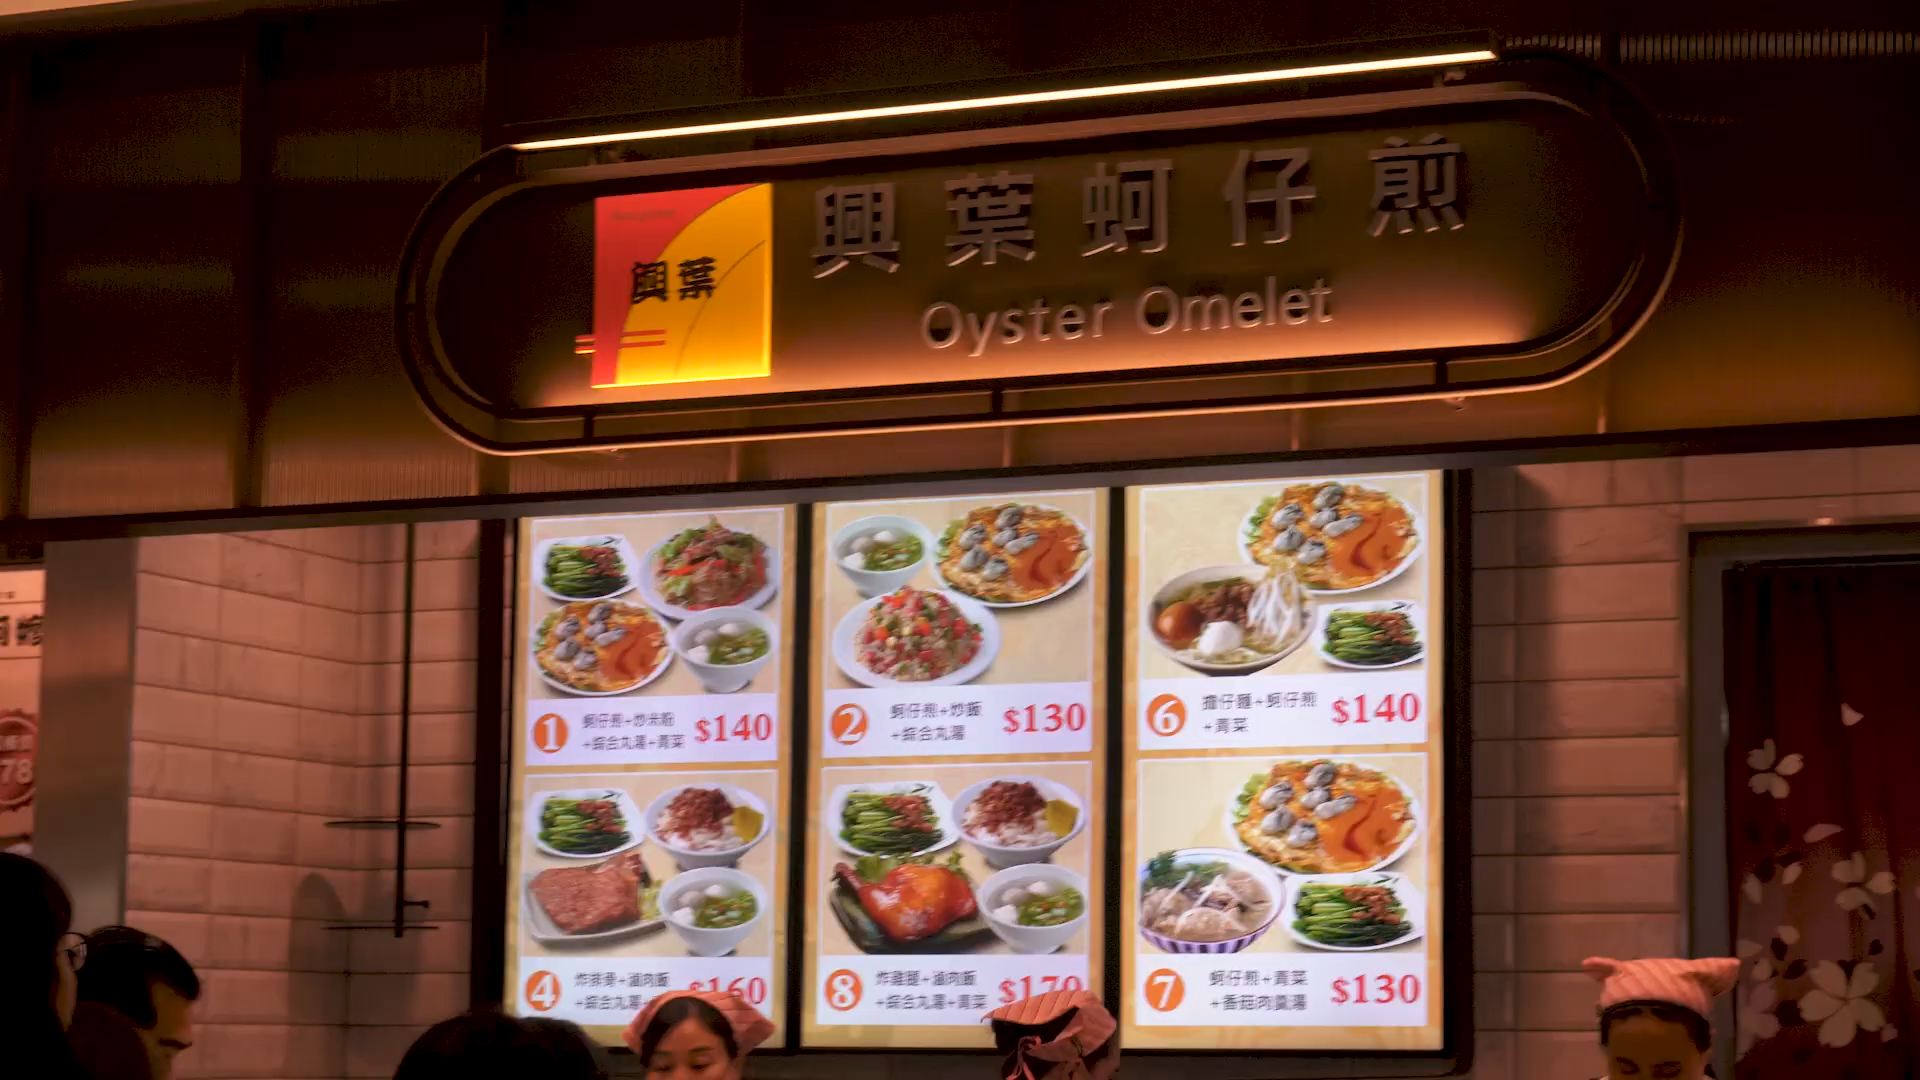 興葉蚵仔煎
Oyster Omelet
興葉
1 蚵仔煎+炒米粉
+綜合丸湯+青菜 $140
2 蚵仔煎+炒飯
+綜合丸湯 $130
6 擔仔麵+蚵仔煎
+青菜 $140
4 炸排骨+滷肉飯
+綜合丸湯 $160
8 炸雞腿+滷肉飯
+綜合丸湯+青菜 $170
7 蚵仔煎+青菜
+香菇肉羹湯 $130
78